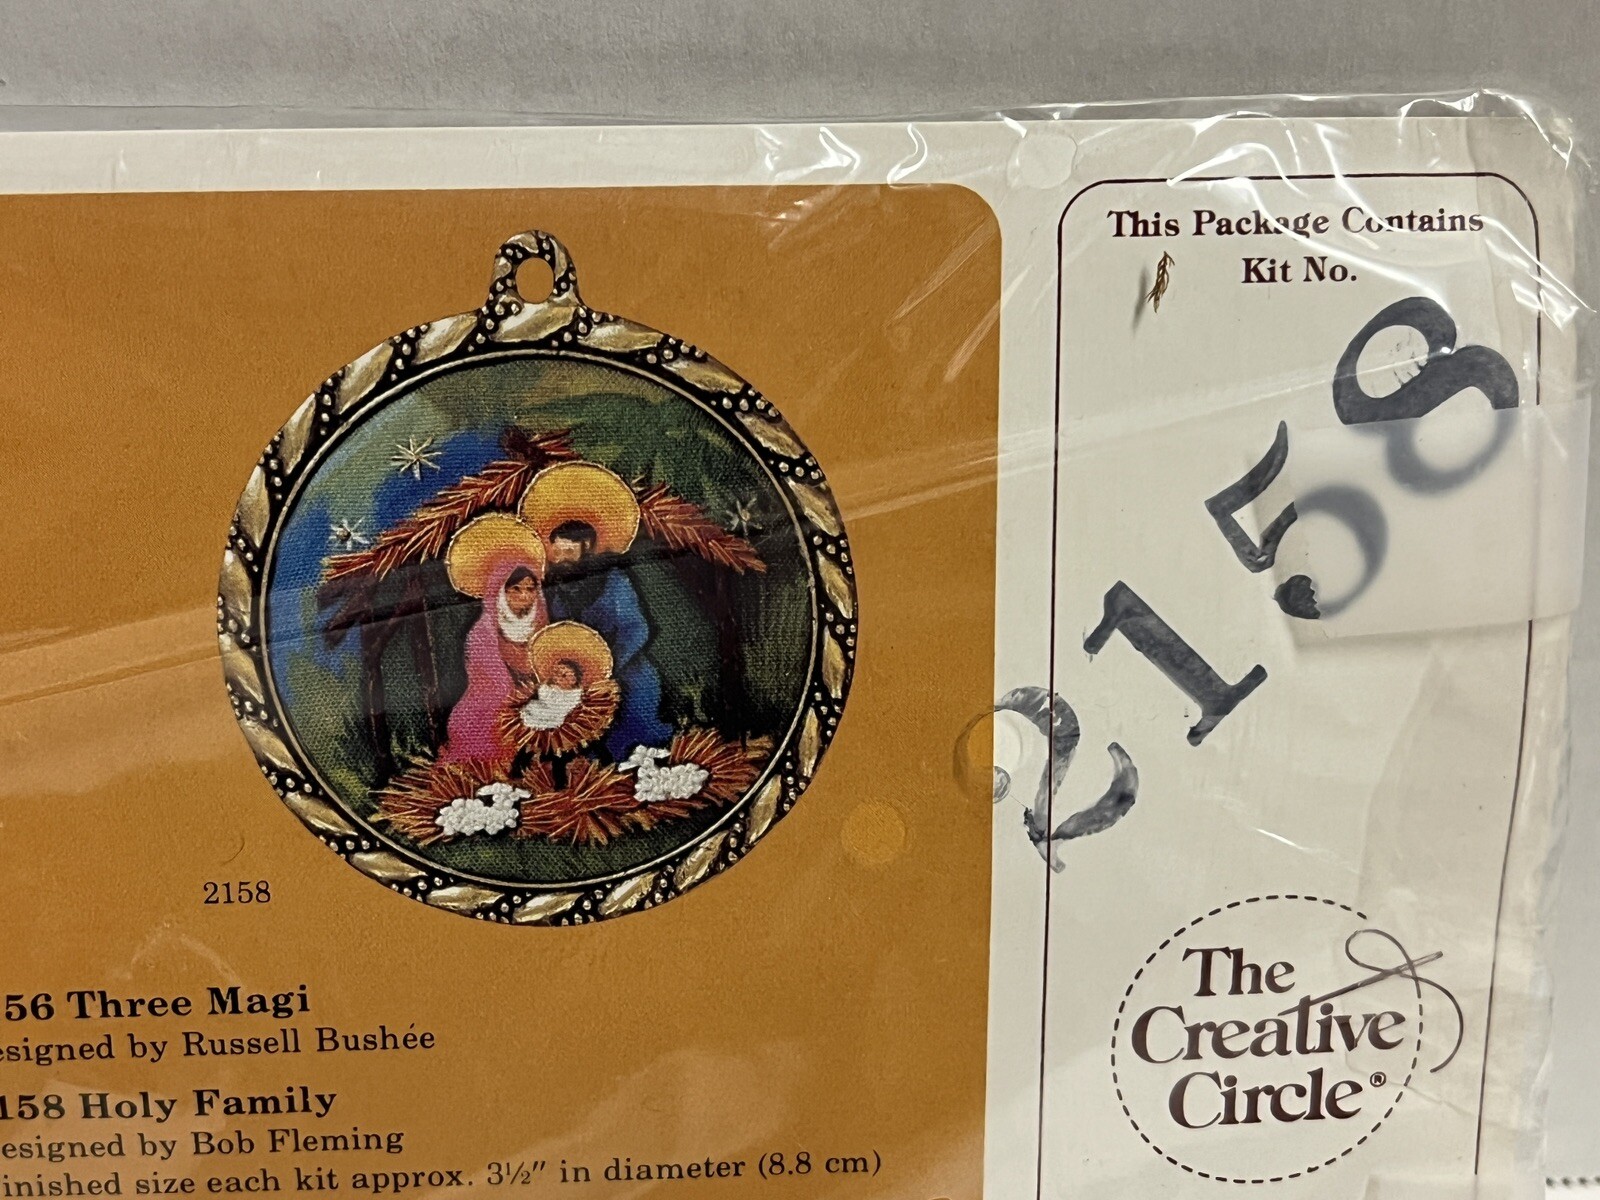 This Package Contains
Kit No.
2158
2158
56 Three Magi
esigned by Russell Bushée
158 Holy Family
esigned by Bob Fleming
inished size each kit approx. 3½" in diameter (8.8 cm)
The
Creative
Circle®